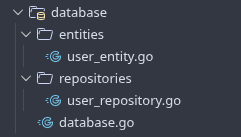 database
entities
user_entity.go
repositories
user_repository.go
database.go